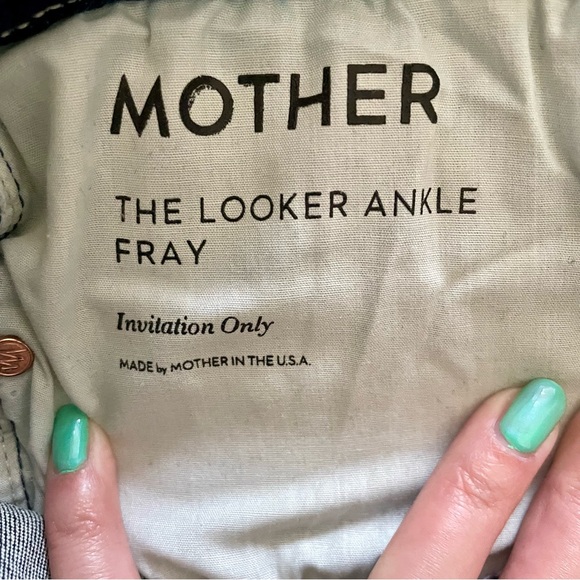 MOTHER
THE LOOKER ANKLE
FRAY
Invitation Only
MADE by MOTHER IN THE U.S.A.